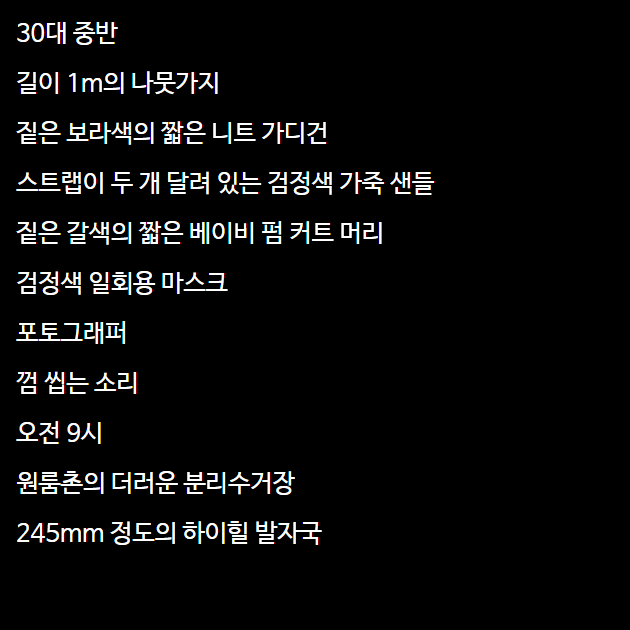 30대 중반
길이 1m의 나뭇가지
짙은 보라색의 짧은 니트 가디건
스트랩이 두 개 달려 있는 검정색 가죽 샌들
짙은 갈색의 짧은 베이비 펌 커트 머리
검정색 일회용 마스크
포토그래퍼
껌 씹는 소리
오전 9시
원룸촌의 더러운 분리수거장
245mm 정도의 하이힐 발자국